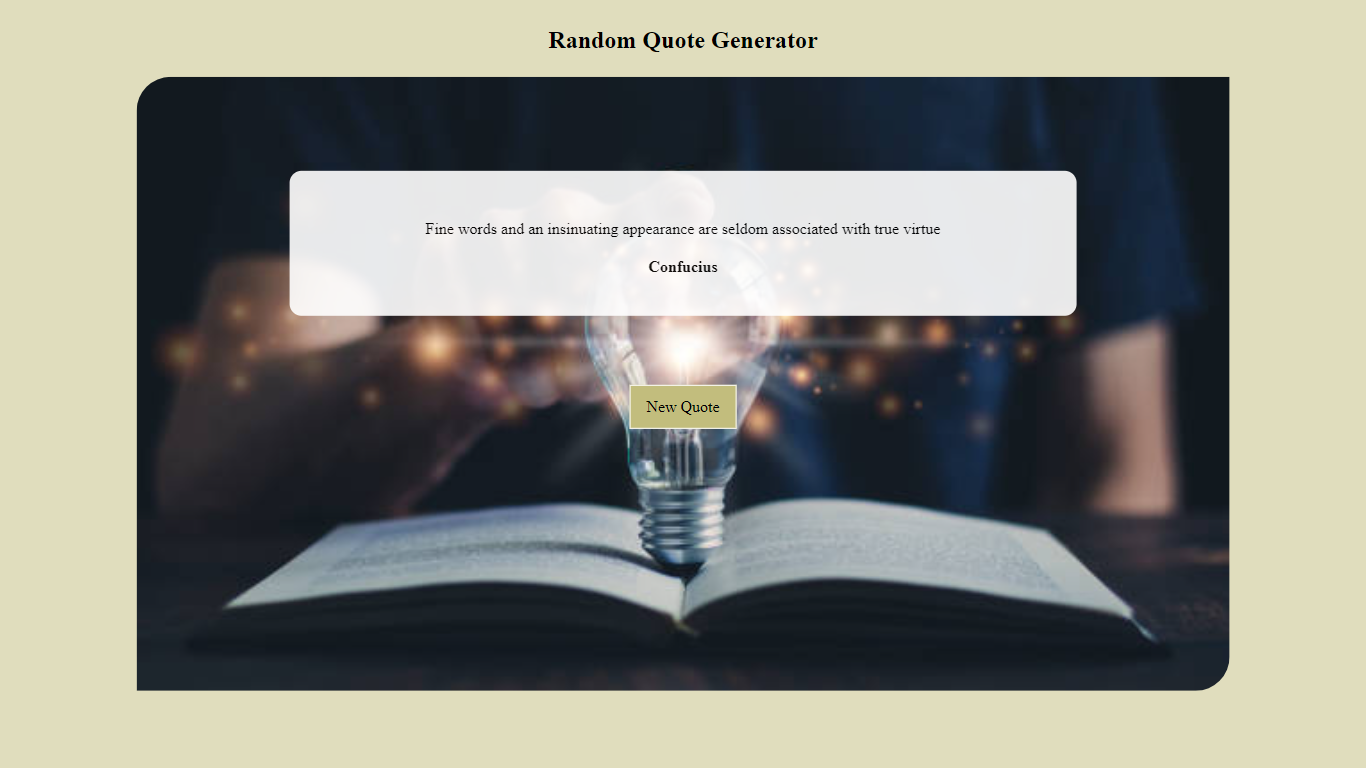 Random Quote Generator
Fine words and an insinuating appearance are seldom associated with true virtue
Confucius
New Quote